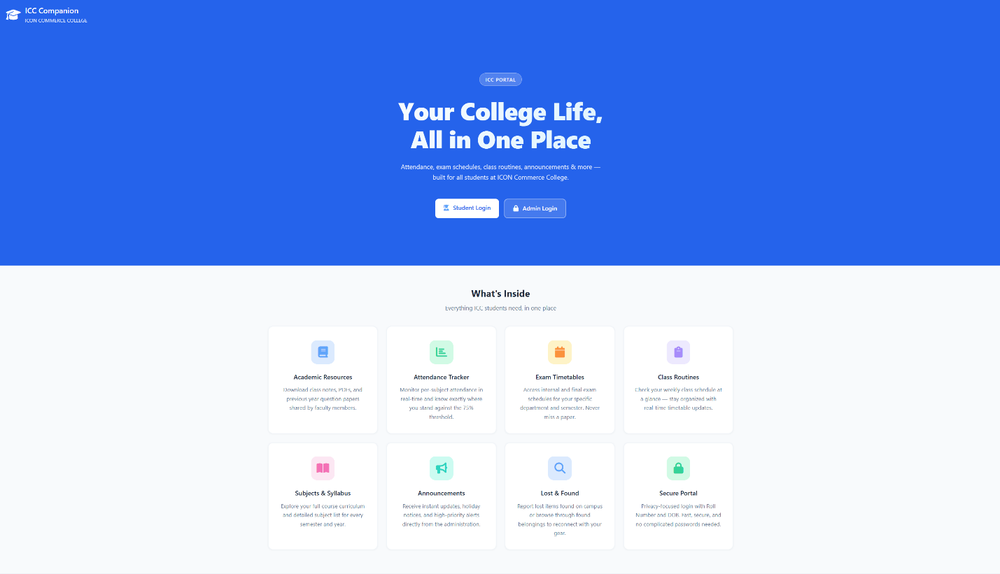 ICC Companion
ICON COMMERCE COLLEGE
ICC PORTAL
Your College Life,
All in One Place
Attendance, exam schedules, class routines, announcements & more —
built for all students at ICON Commerce College.
Student Login
Admin Login
What's Inside
Everything ICC students need, in one place
Academic Resources
Download class notes, PDFs, and
previous year question papers
shared by faculty members.
Attendance Tracker
Monitor per-subject attendance in
real-time and know exactly where
you stand against the 75%
threshold.
Exam Timetables
Access internal and final exam
schedules for your specific
department and semester. Never
miss a paper.
Class Routines
Check your weekly class schedule at
a glance — stay organized with
real-time timetable updates.
Subjects & Syllabus
Explore your full course curriculum
and detailed subject list for every
semester and year.
Announcements
Receive instant updates, holiday
notices, and high-priority alerts
directly from the administration.
Lost & Found
Report lost items found on campus
or browse through found
belongings to reconnect with your
gear.
Secure Portal
Privacy-focused login with Roll
Number and DOB. Fast, secure, and
no complicated passwords needed.